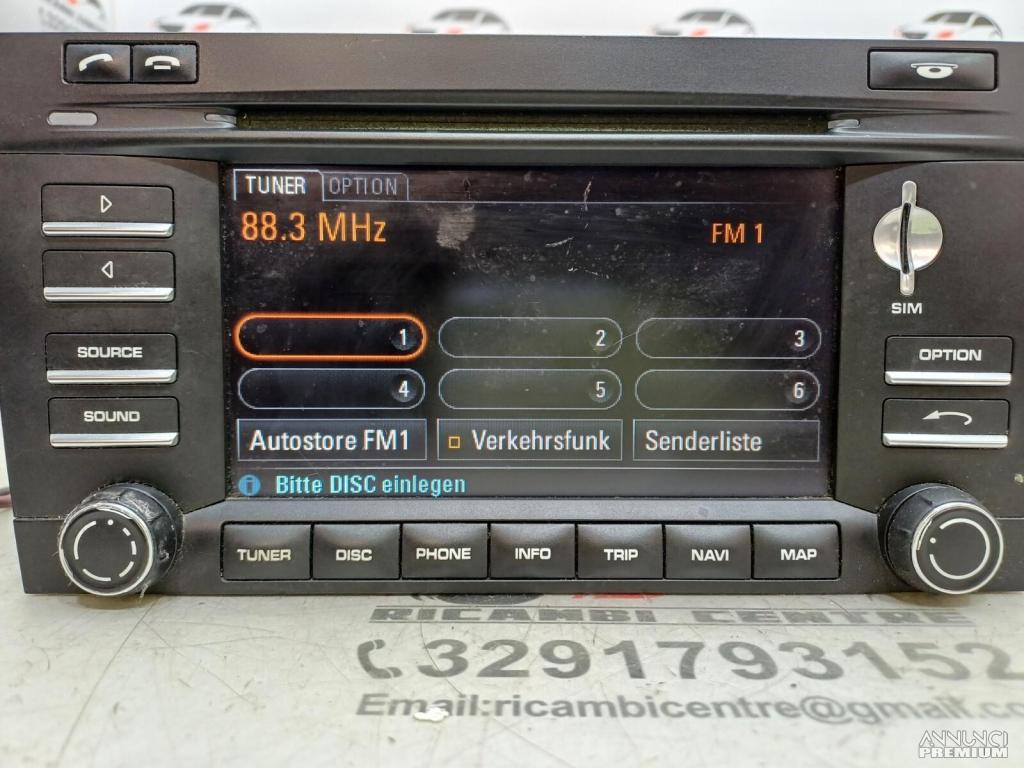 TUNER OPTION
88.3 MHz FM 1
1 2 3
4 5 6
Autostore FM1 Verkehrsfunk Senderliste
i Bitte DISC einlegen
SIM
SOURCE
SOUND
OPTION
TUNER DISC PHONE INFO TRIP NAVI MAP
RICAMBI CENTRE
3291793152
Email:ricambicentre@gmail.co
ANNUNCI
PREMIUM